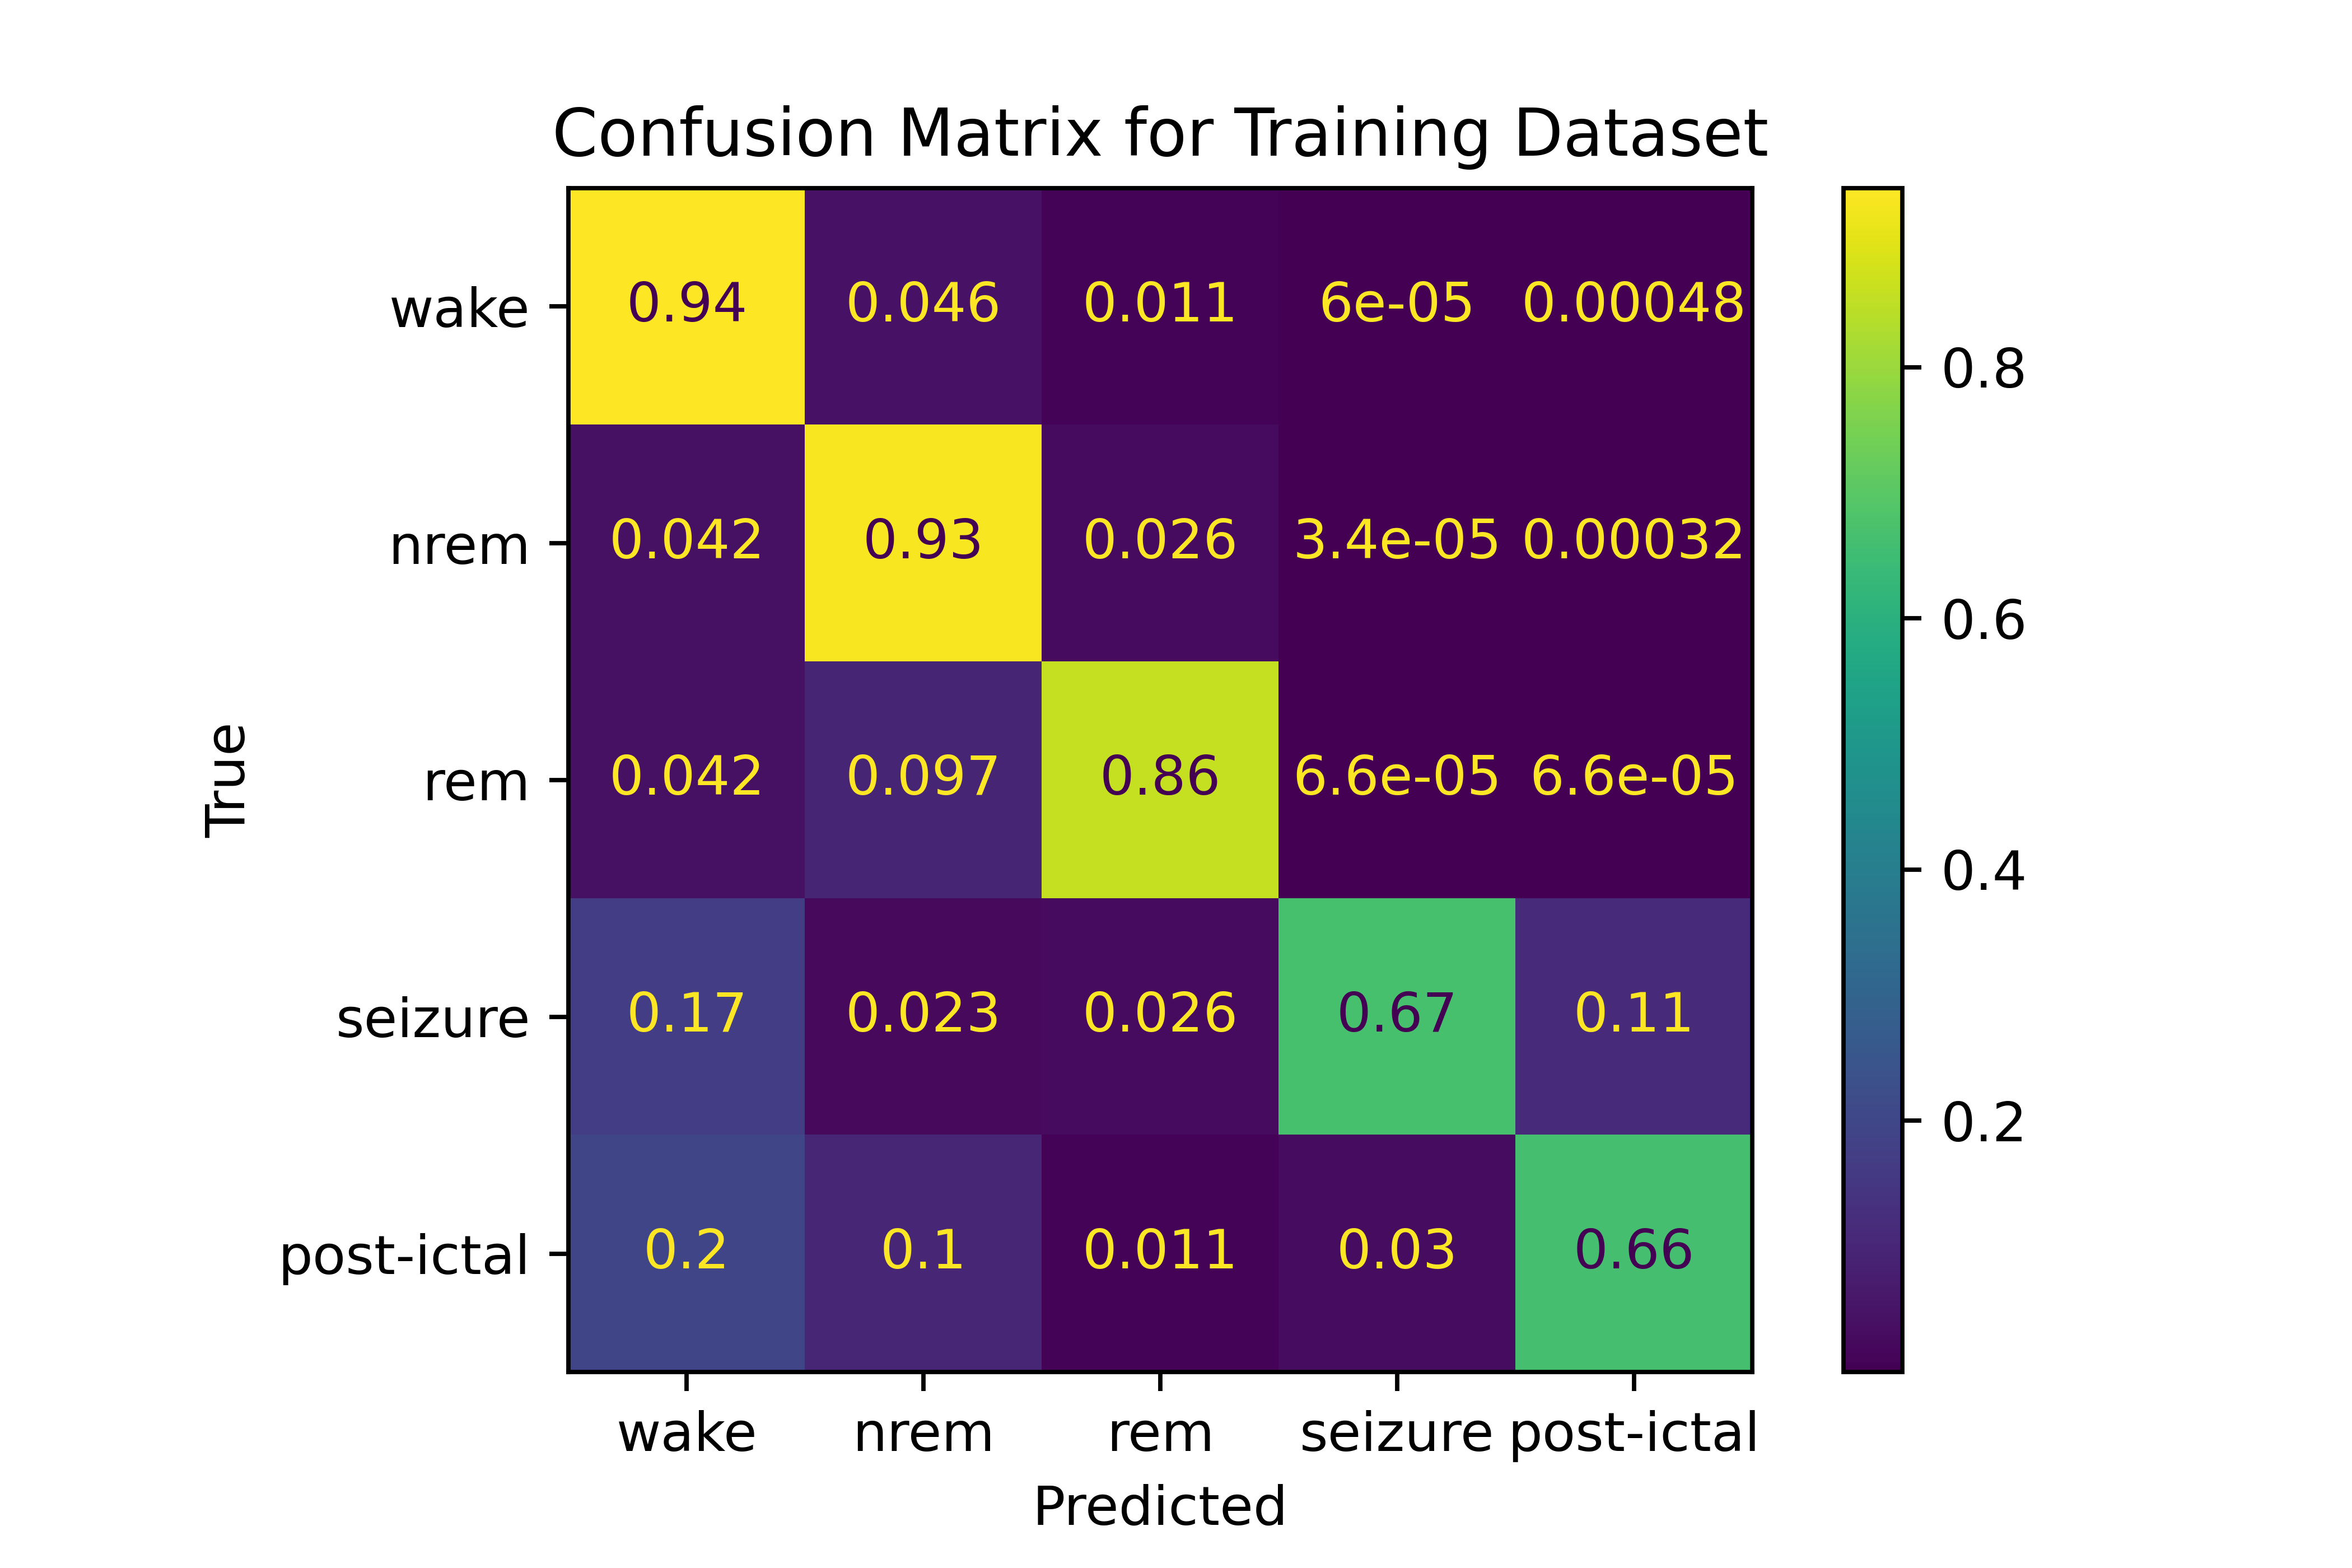 Confusion Matrix for Training Dataset
wake 0.94 0.046 0.011 6e-05 0.00048
nrem 0.042 0.93 0.026 3.4e-05 0.00032
rem 0.042 0.097 0.86 6.6e-05 6.6e-05
seizure 0.17 0.023 0.026 0.67 0.11
post-ictal 0.2 0.1 0.011 0.03 0.66
wake nrem rem seizure post-ictal
Predicted
True
0.8
0.6
0.4
0.2